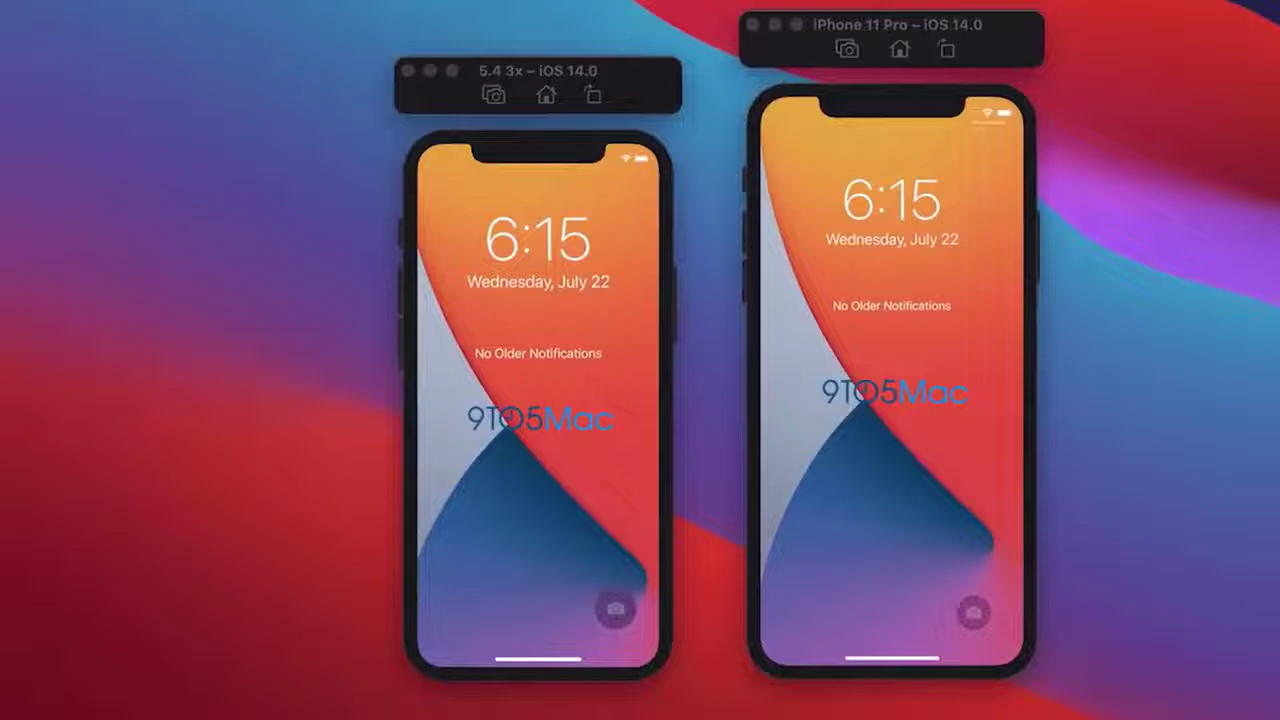 5.4 3x – iOS 14.0
6:15
Wednesday, July 22
No Older Notifications
9TO5Mac
iPhone 11 Pro – iOS 14.0
6:15
Wednesday, July 22
No Older Notifications
9TO5Mac